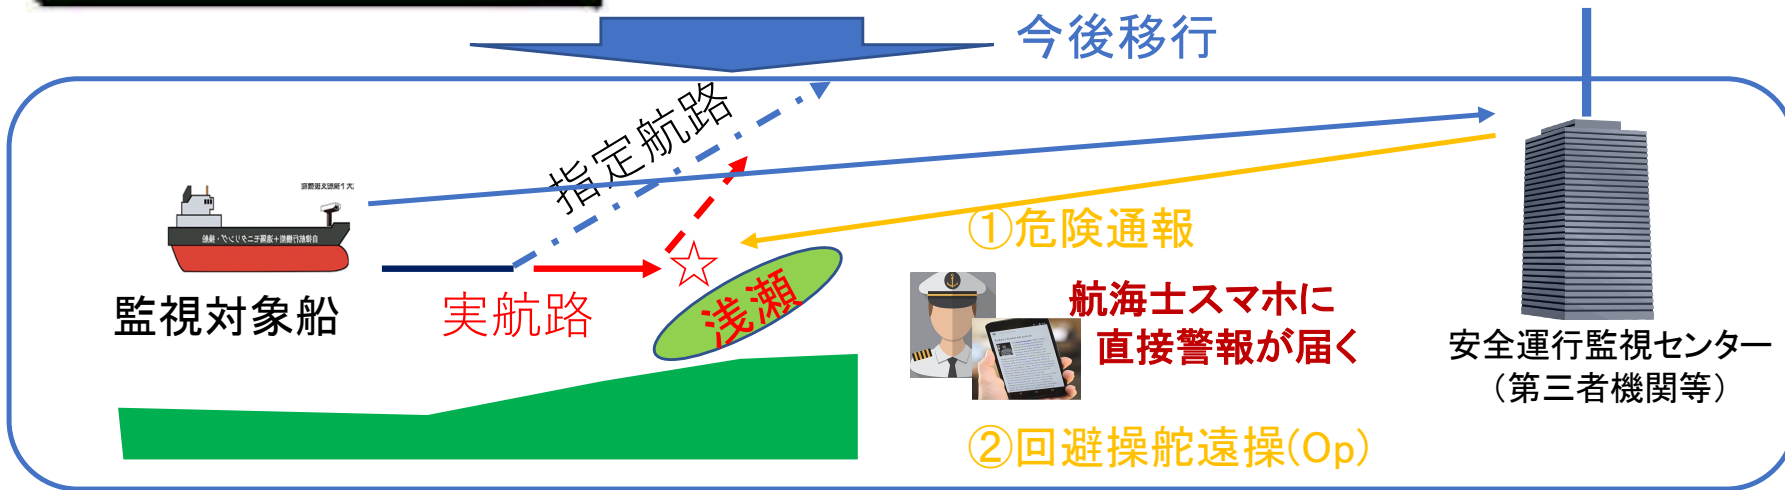 今後移行
指定航路
①危険通報
監視対象船
実航路
浅瀬
航海士スマホに
直接警報が届く
安全運行監視センター
（第三者機関等）
②回避操舵遠操(Op)